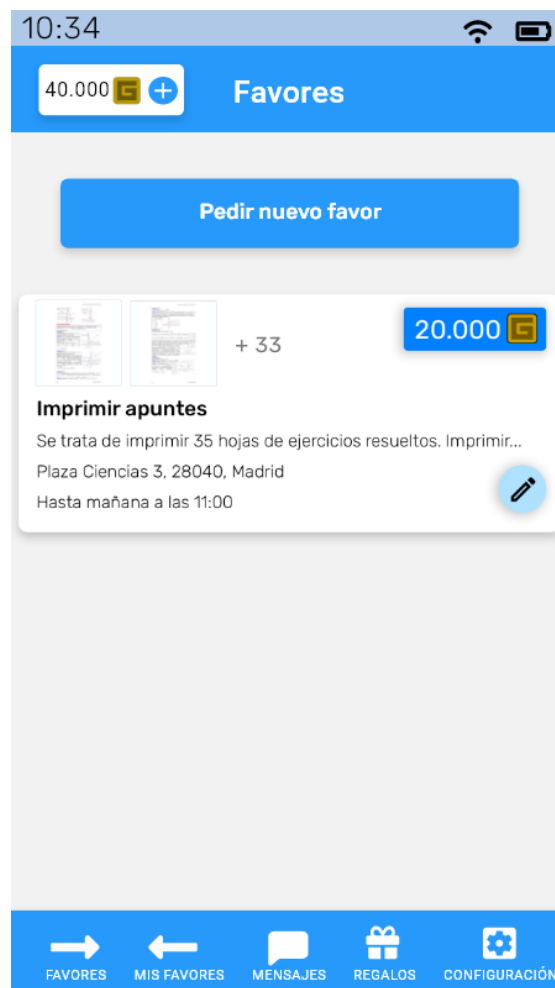 10:34
40.000 G
Favores
Pedir nuevo favor
+ 33
20.000 G
Imprimir apuntes
Se trata de imprimir 35 hojas de ejercicios resueltos. Imprimir...
Plaza Ciencias 3, 28040, Madrid
Hasta mañana a las 11:00
FAVORES
MIS FAVORES
MENSAJES
REGALOS
CONFIGURACIÓN